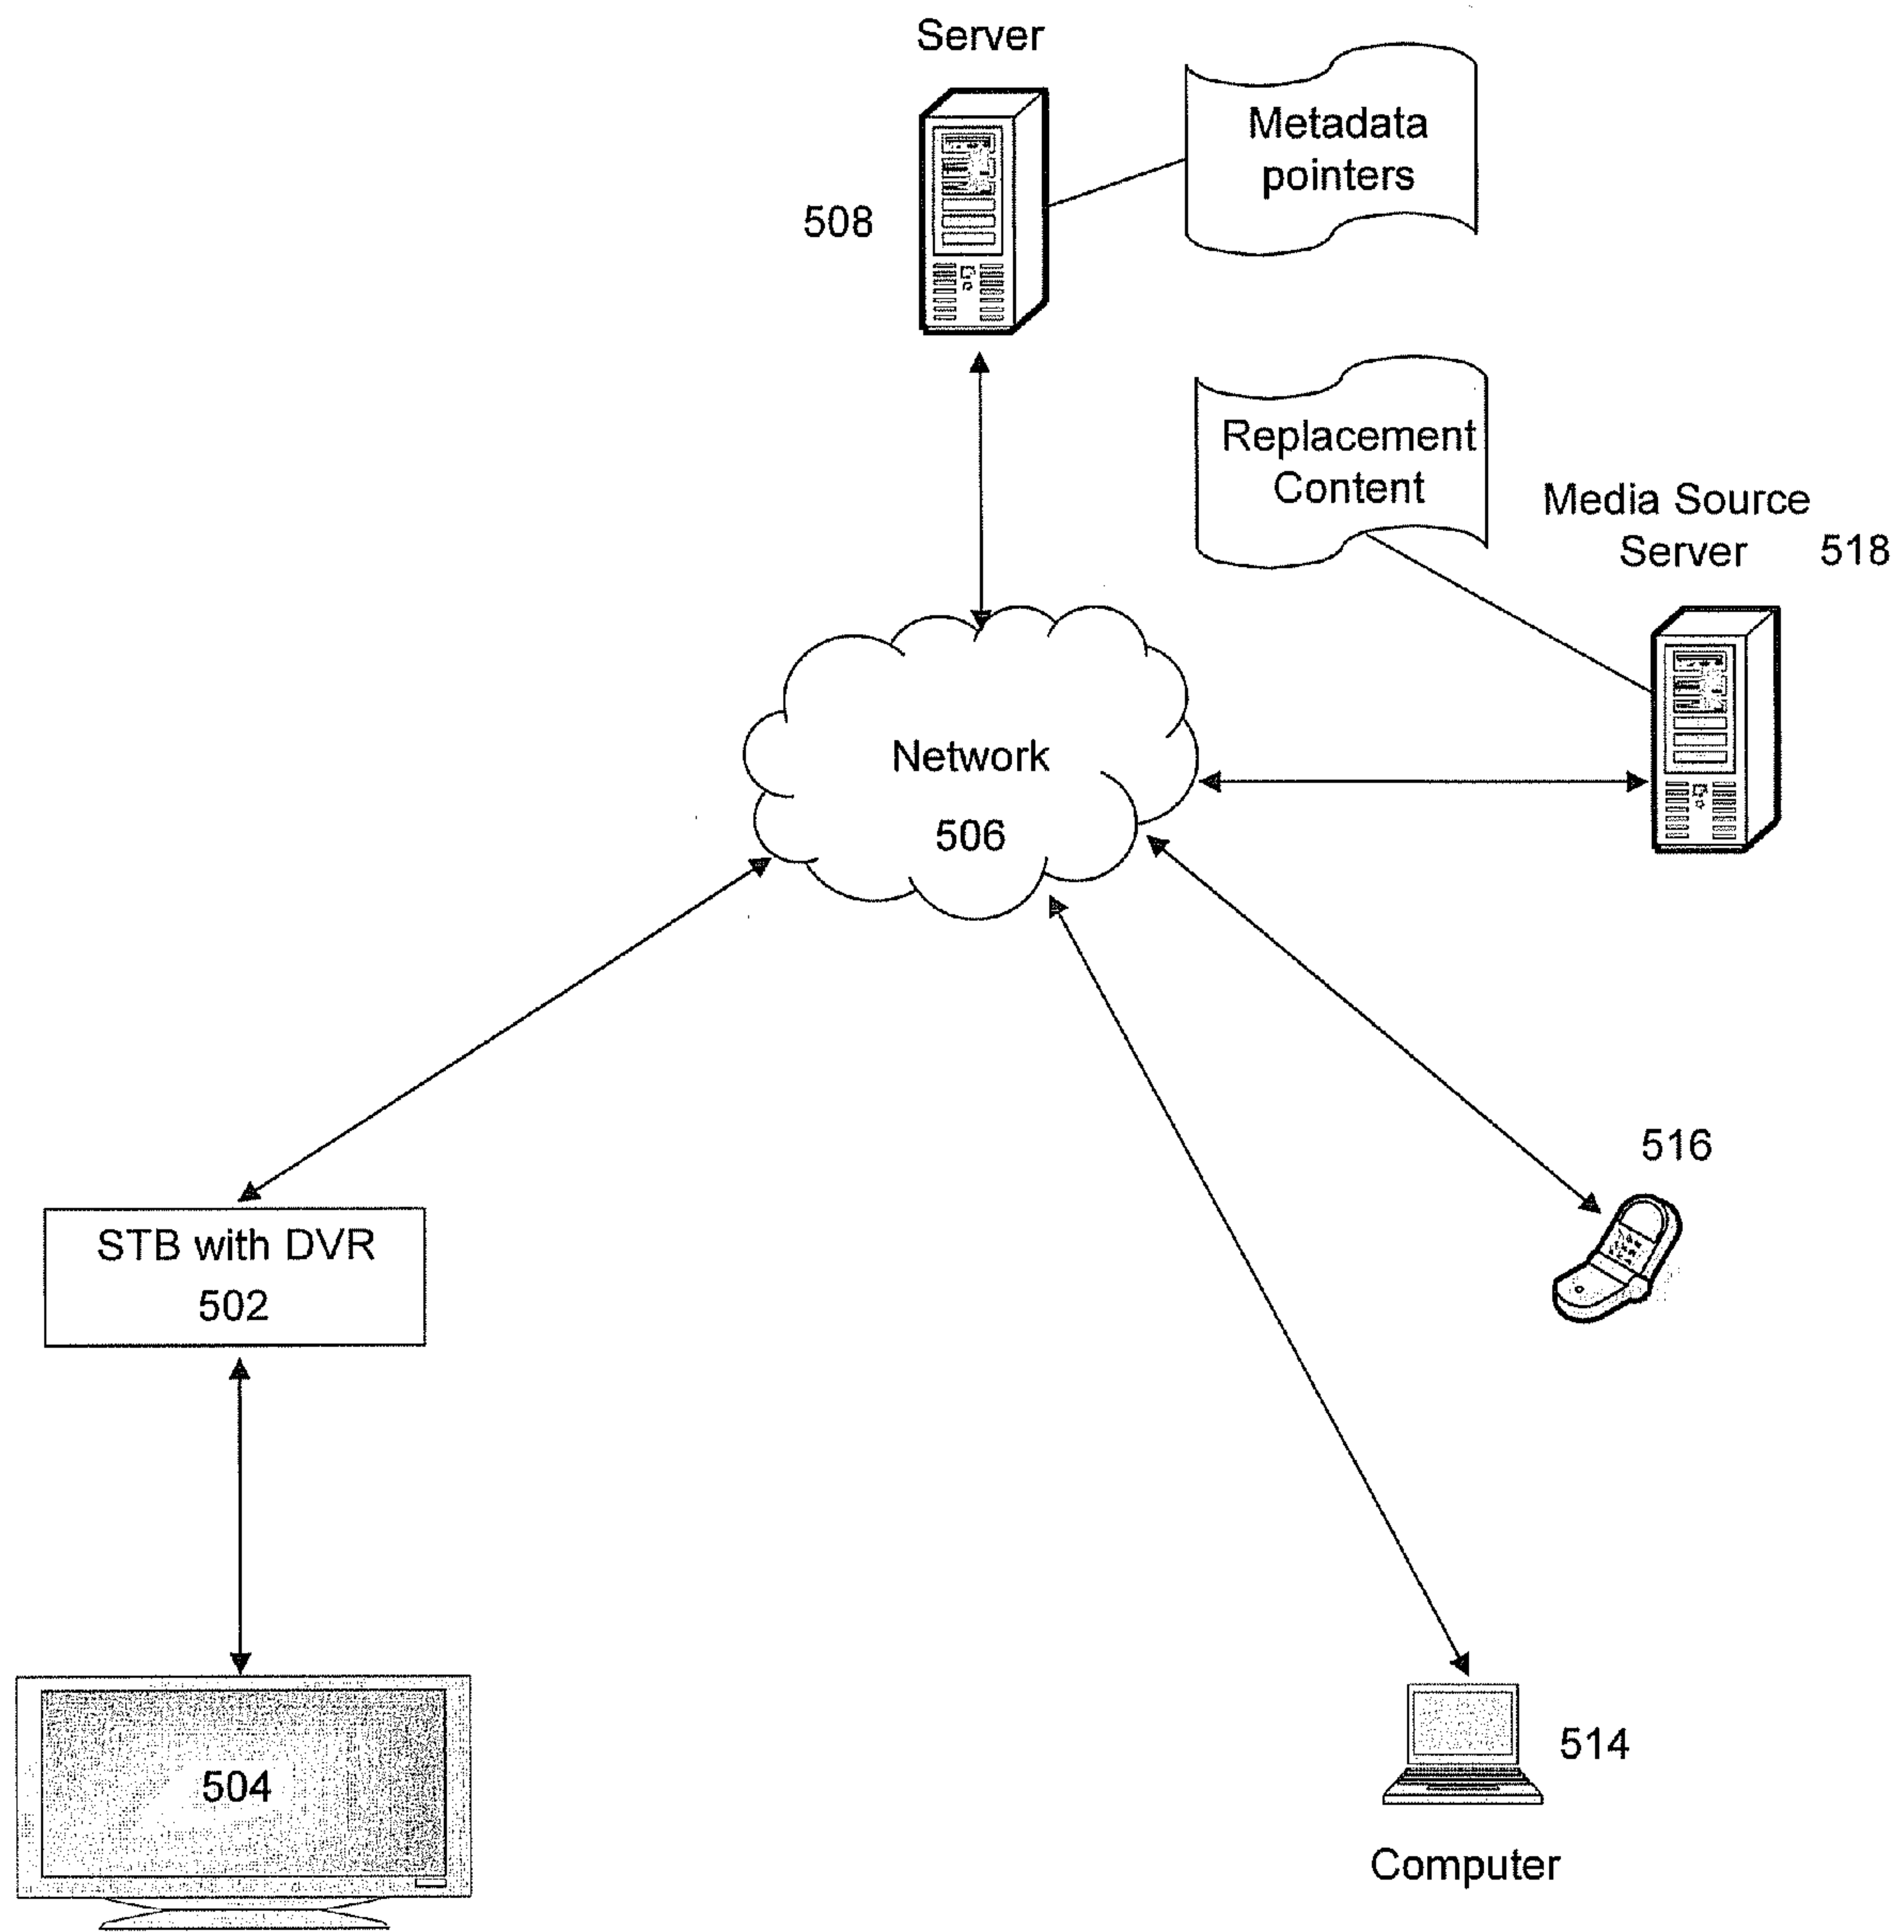 Server
Metadata
pointers
508
Replacement
Content
Media Source
Server 518
Network
506
516
STB with DVR
502
514
504
Computer